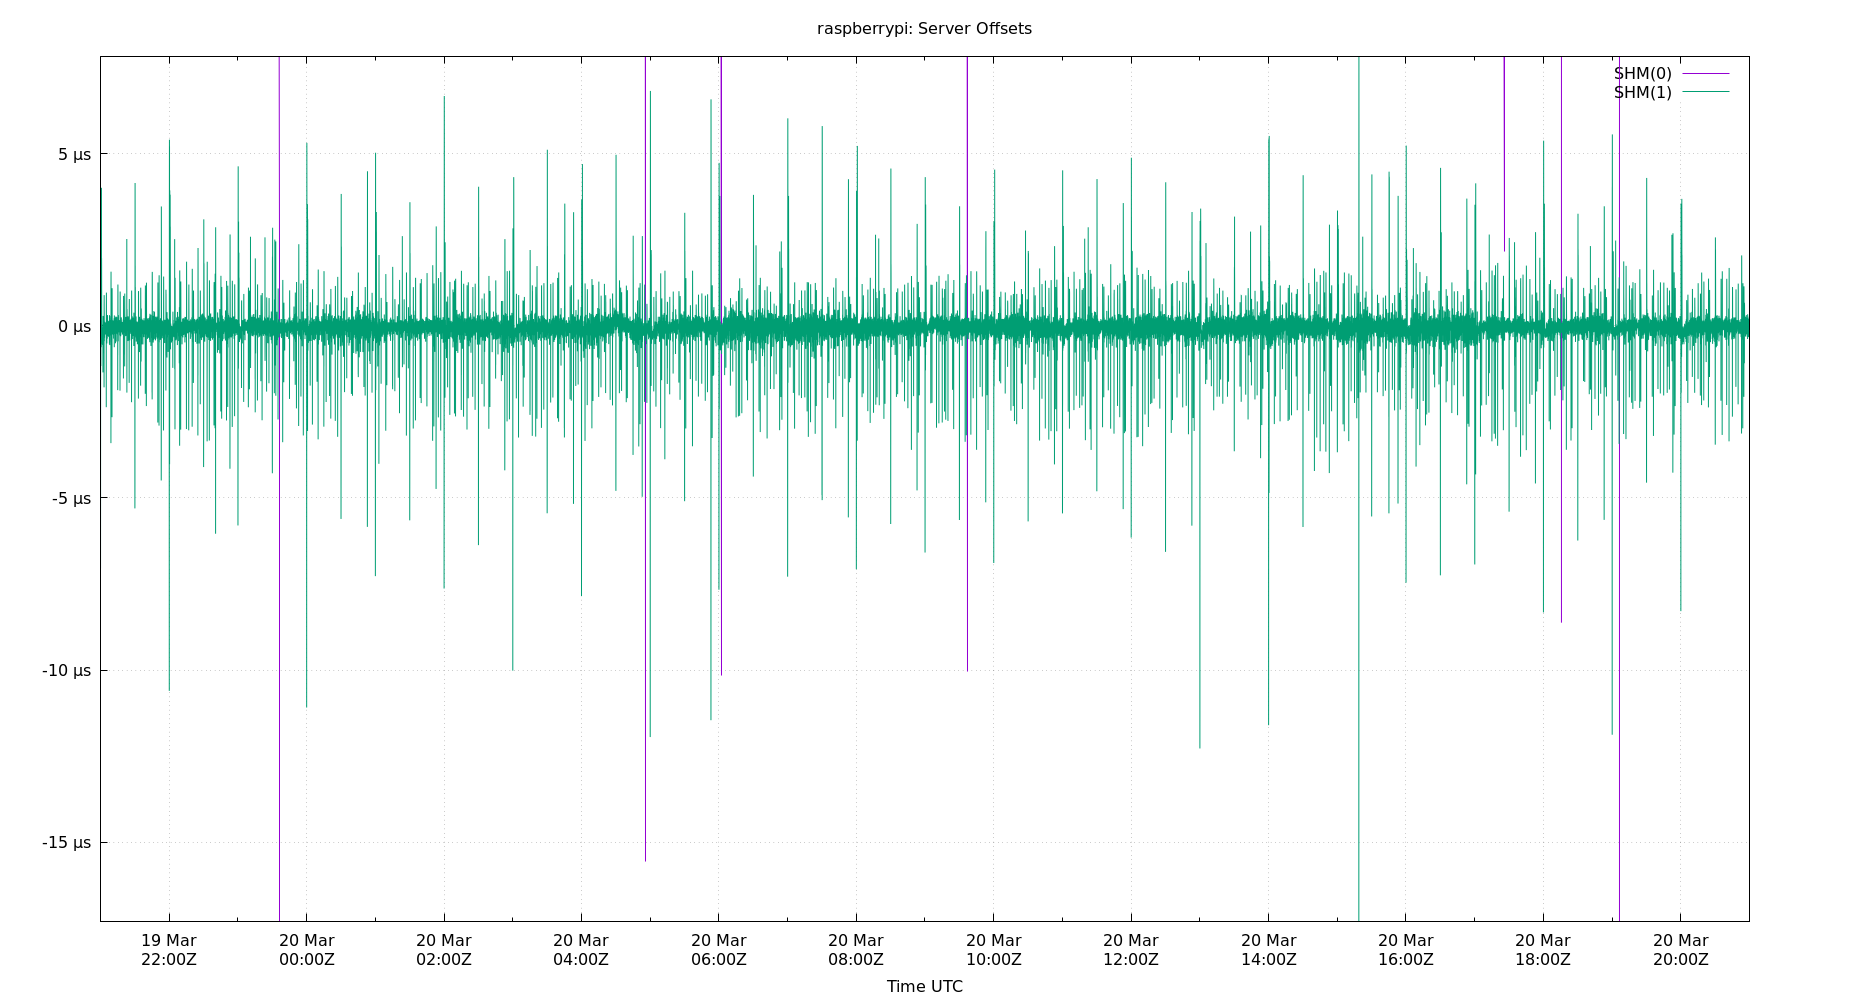 raspberrypi: Server Offsets
SHM(0)
SHM(1)
5 µs
0 µs
-5 µs
-10 µs
-15 µs
19 Mar 20 Mar 20 Mar 20 Mar 20 Mar 20 Mar 20 Mar 20 Mar 20 Mar 20 Mar 20 Mar 20 Mar
22:00Z 00:00Z 02:00Z 04:00Z 06:00Z 08:00Z 10:00Z 12:00Z 14:00Z 16:00Z 18:00Z 20:00Z
Time UTC